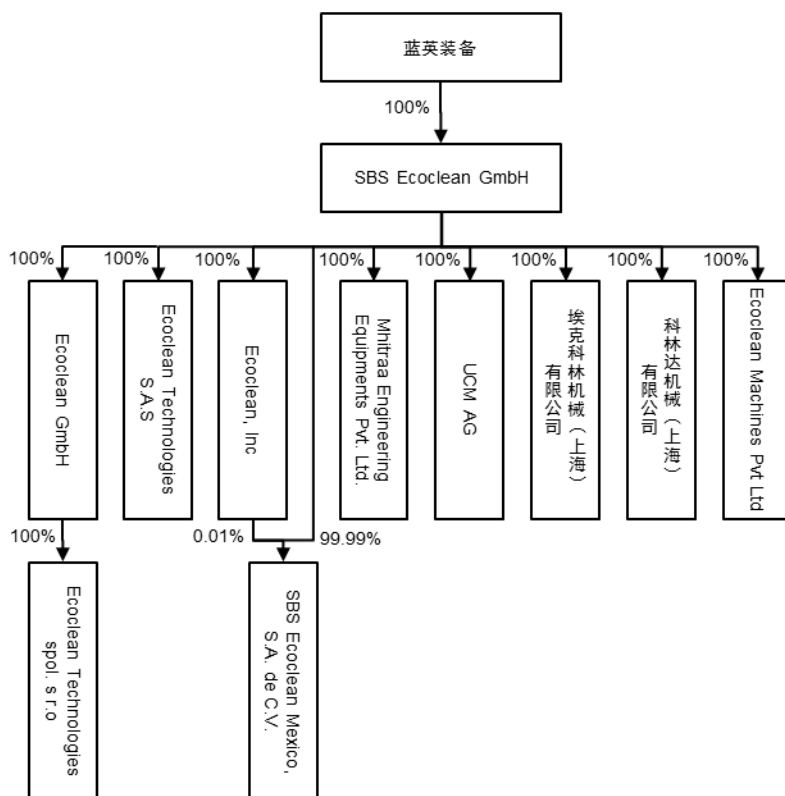 蓝英装备
100%
SBS Ecoclean GmbH
100%
100%
100%
100%
100%
100%
100%
100%
Ecoclean GmbH
Ecoclean Technologies
S.A.S
Ecoclean, Inc
Mhitraa Engineering
Equipments Pvt. Ltd.
UCM AG
埃克科林机械（上海）
有限公司
科林达机械（上海）
有限公司
Ecoclean Machines Pvt Ltd
100%
0.01%
99.99%
Ecoclean Technologies
spol. s r.o
SBS Ecoclean Mexico,
S.A. de C.V.